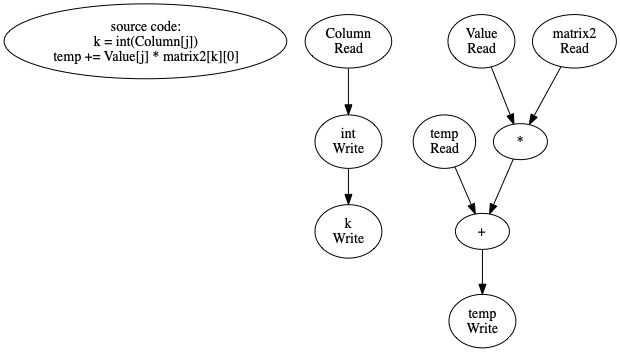 source code:
k = int(Column[j])
temp += Value[j] * matrix2[k][0]
Column
Read
Value
Read
matrix2
Read
int
Write
temp
Read
*
k
Write
+
temp
Write